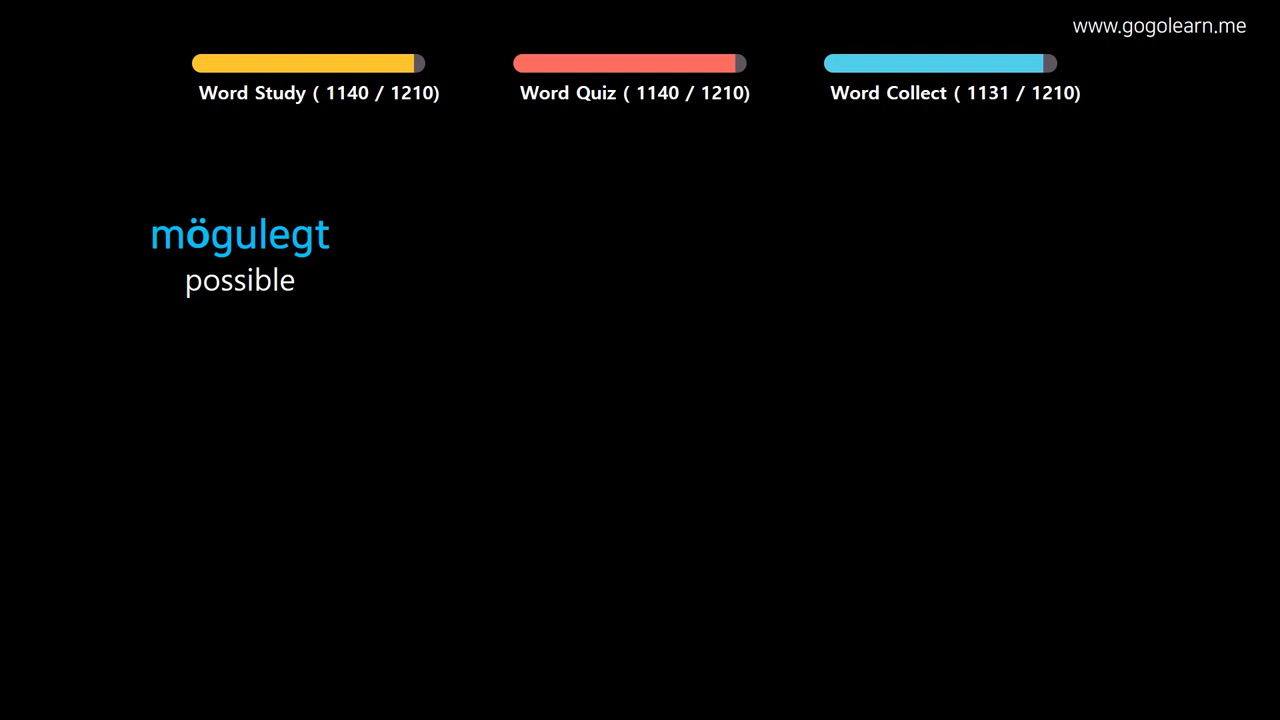 www.gogolearn.me
Word Study ( 1140 / 1210)
Word Quiz ( 1140 / 1210)
Word Collect ( 1131 / 1210)
mögulegt
possible